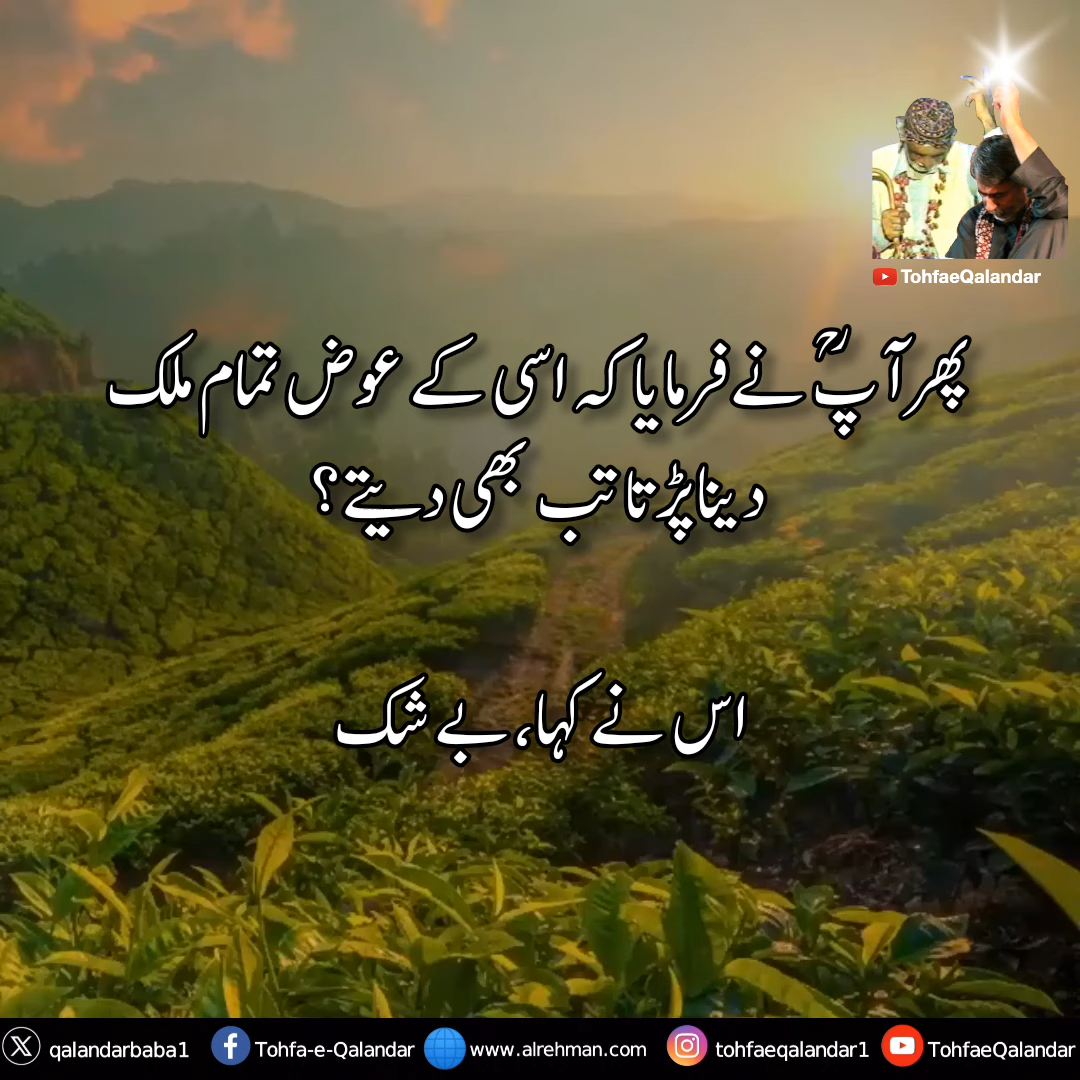 TohfaeQalandar
پھر آپؒ نے فرمایا کہ اسی کے عوض تمام ملک
دینا پڑتا تب بھی دیتے؟
اس نے کہا، بے شک
qalandarbaba1 Tohfa-e-Qalandar www.alrehman.com tohfaeqalandar1 TohfaeQalandar